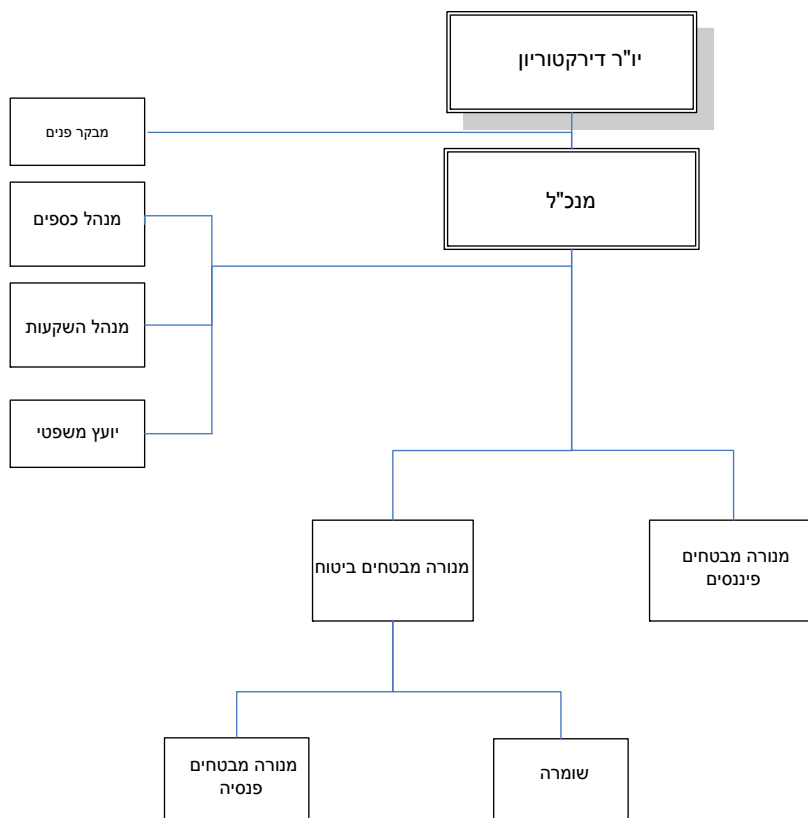 יו"ר דירקטוריון
מבקר פנים
מנכ"ל
מנהל כספים
מנהל השקעות
יועץ משפטי
מנורה מבטחים
פיננסים
מנורה מבטחים ביטוח
שומרה
מנורה מבטחים
פנסיה